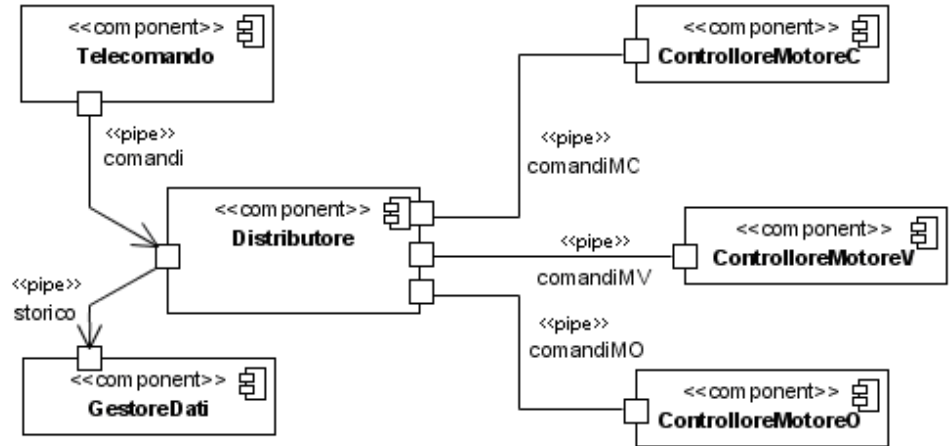 <<component>>
Telecomando
<<component>>
ControlloreMotoreC
<<pipe>>
comandi
<<pipe>>
comandiMC
<<component>>
Distributore
<<component>>
ControlloreMotoreV
<<pipe>>
comandiMV
<<pipe>>
storico
<<pipe>>
comandiMO
<<component>>
GestoreDati
<<component>>
ControlloreMotoreO